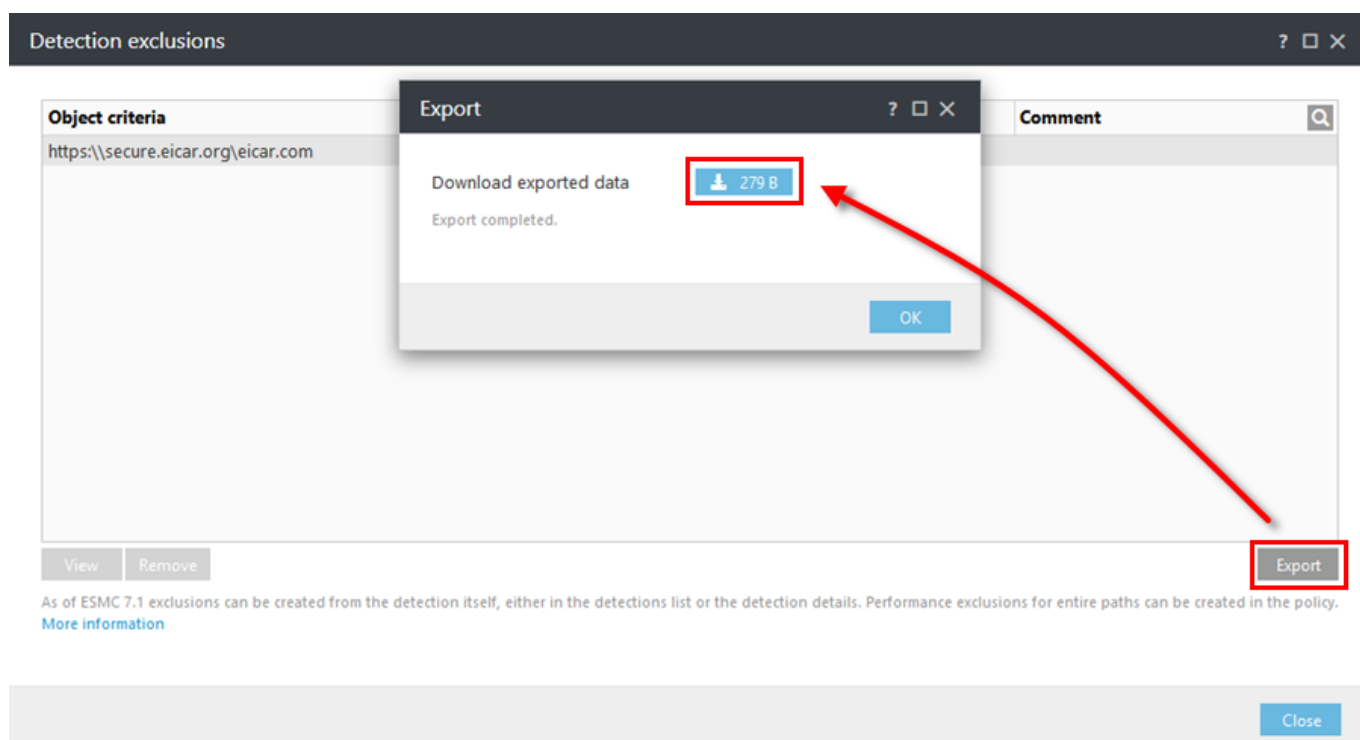 Detection exclusions
Object criteria
Comment
https:\\secure.eicar.org\eicar.com
Export
Download exported data
279 B
Export completed.
OK
View
Remove
Export
As of ESMC 7.1 exclusions can be created from the detection itself, either in the detections list or the detection details. Performance exclusions for entire paths can be created in the policy.
More information
Close